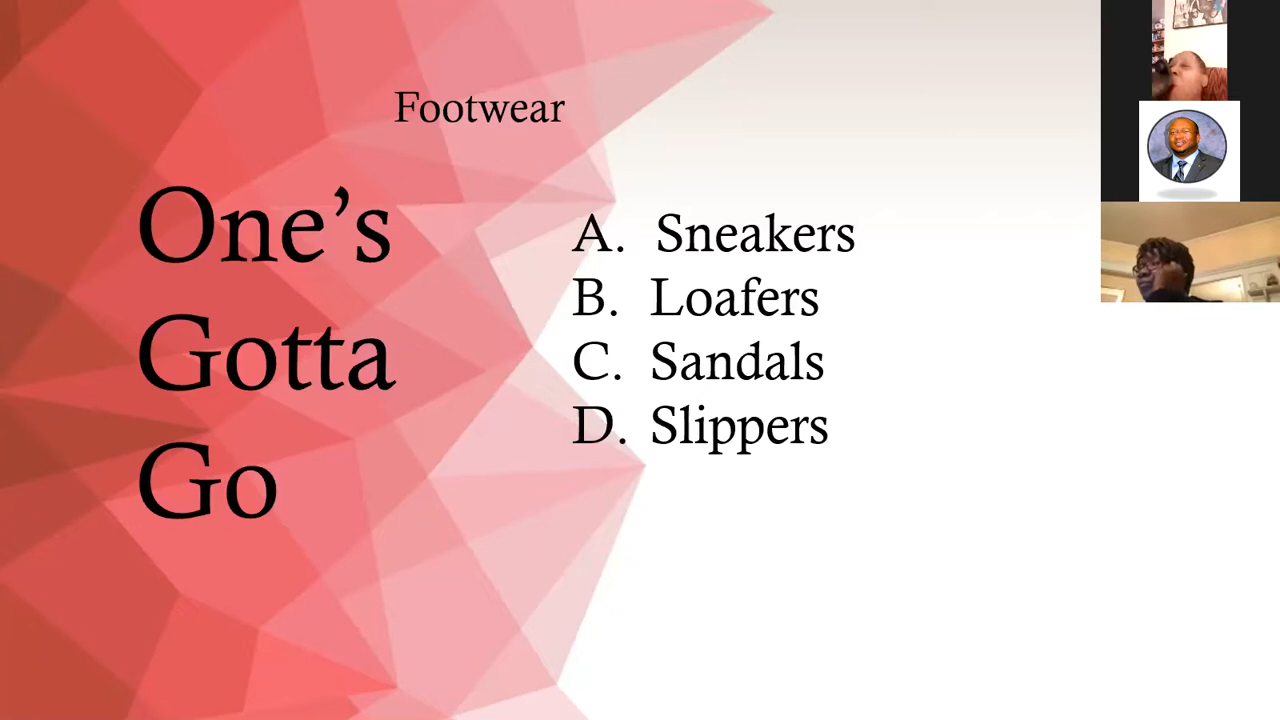 Footwear
One’s
Gotta
Go
A. Sneakers
B. Loafers
C. Sandals
D. Slippers